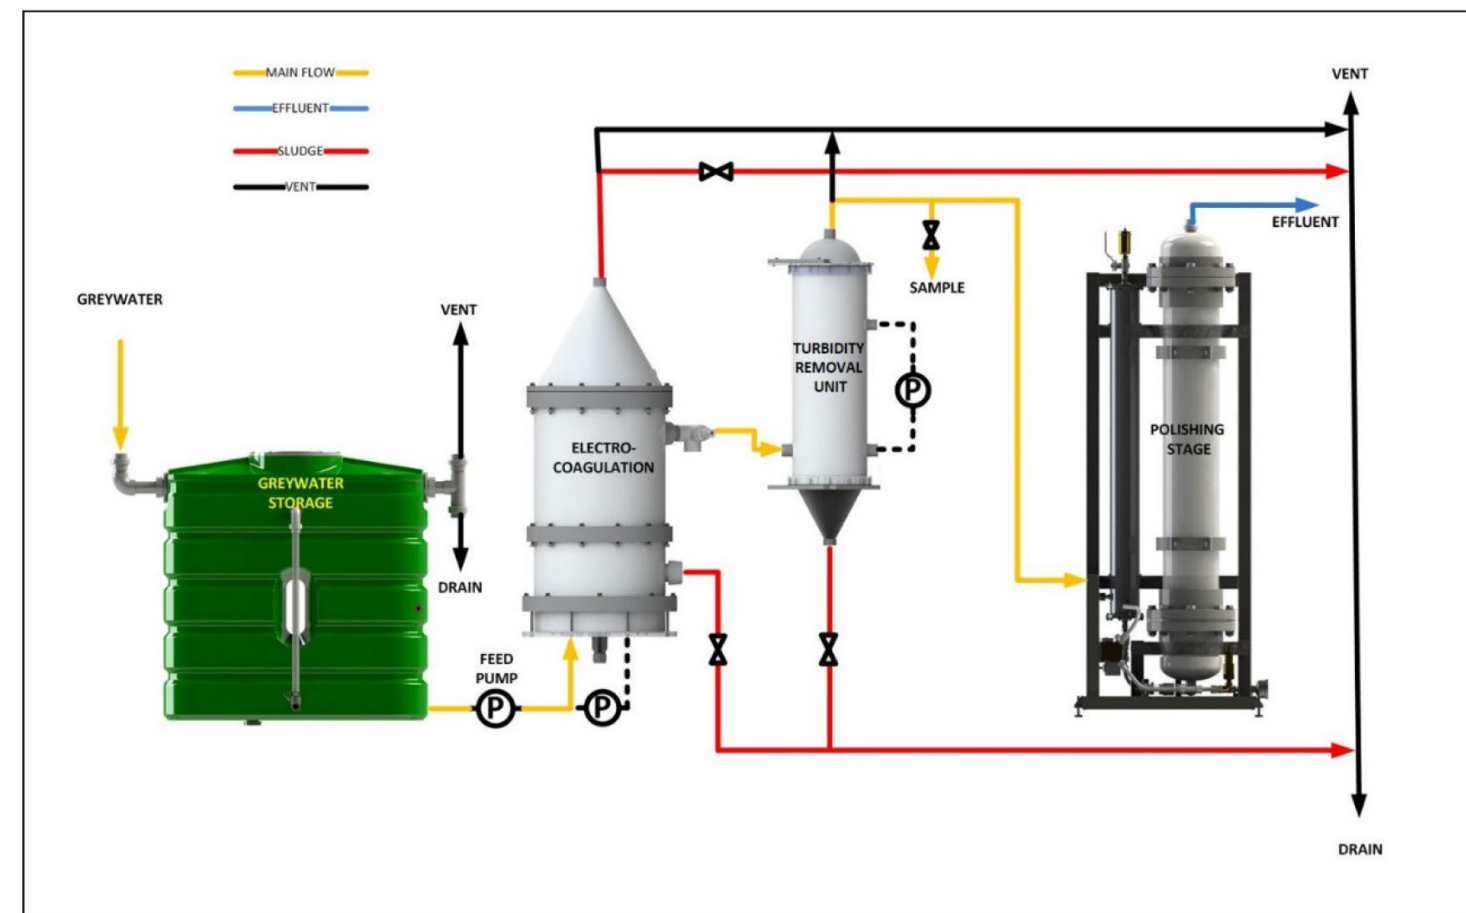 MAIN FLOW
EFFLUENT
SLUDGE
VENT
VENT
EFFLUENT
SAMPLE
GREYWATER
VENT
TURBIDITY
REMOVAL
UNIT
P
ELECTRO-
COAGULATION
POLISHING
STAGE
GREYWATER
STORAGE
DRAIN
FEED
PUMP
P
P
DRAIN